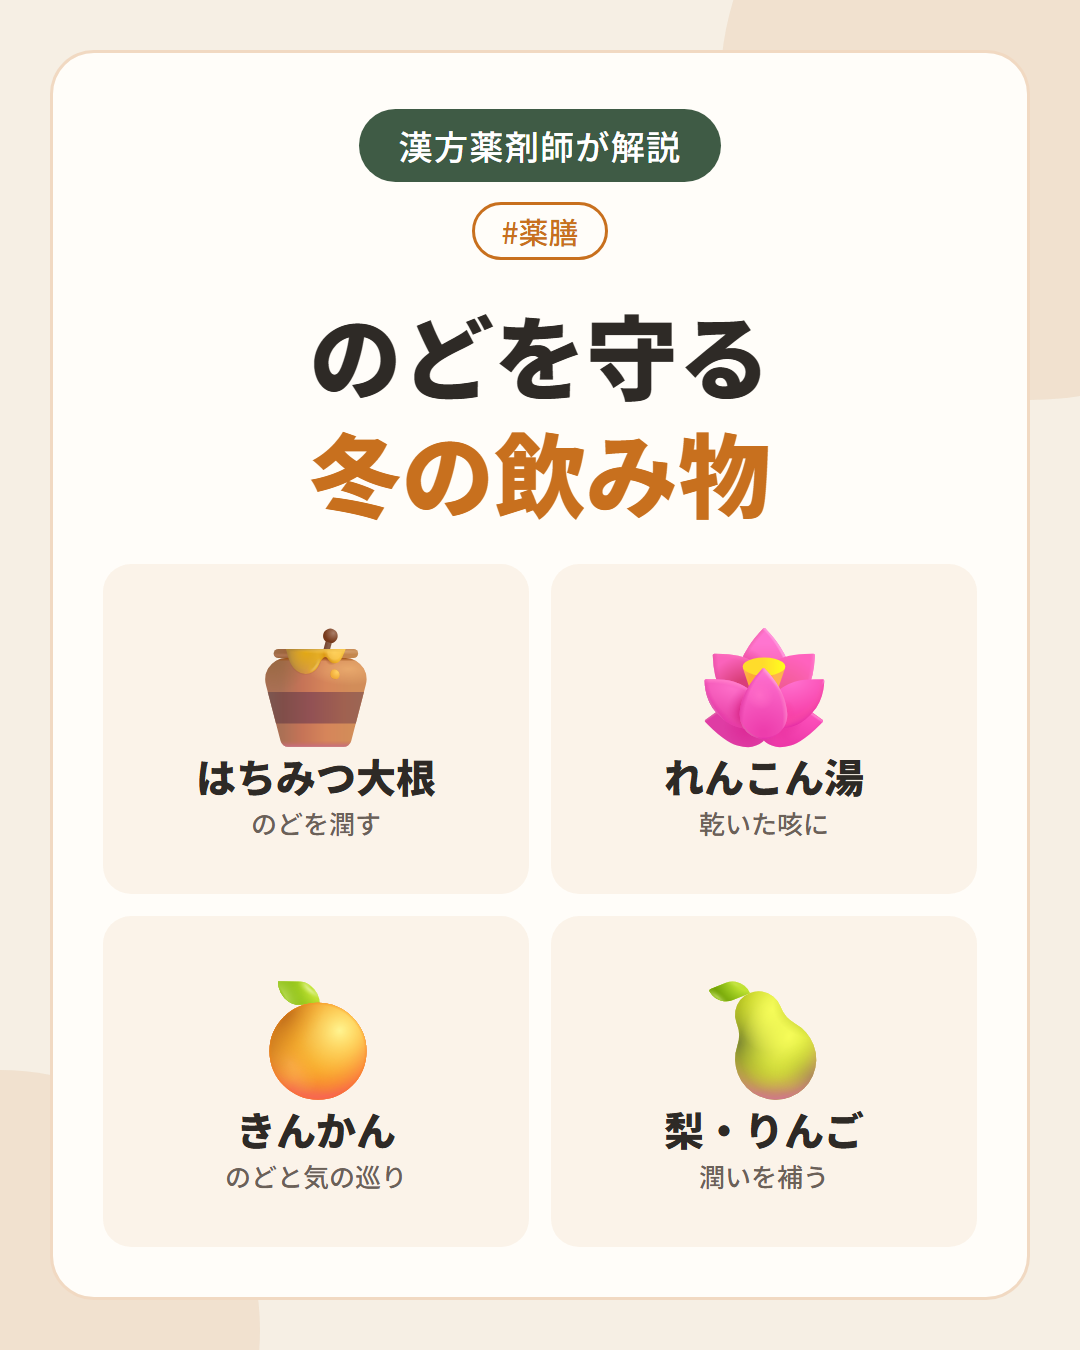 漢方薬剤師が解説
#薬膳
のどを守る
冬の飲み物
はちみつ大根
のどを潤す
れんこん湯
乾いた咳に
きんかん
のどと気の巡り
梨・りんご
潤いを補う